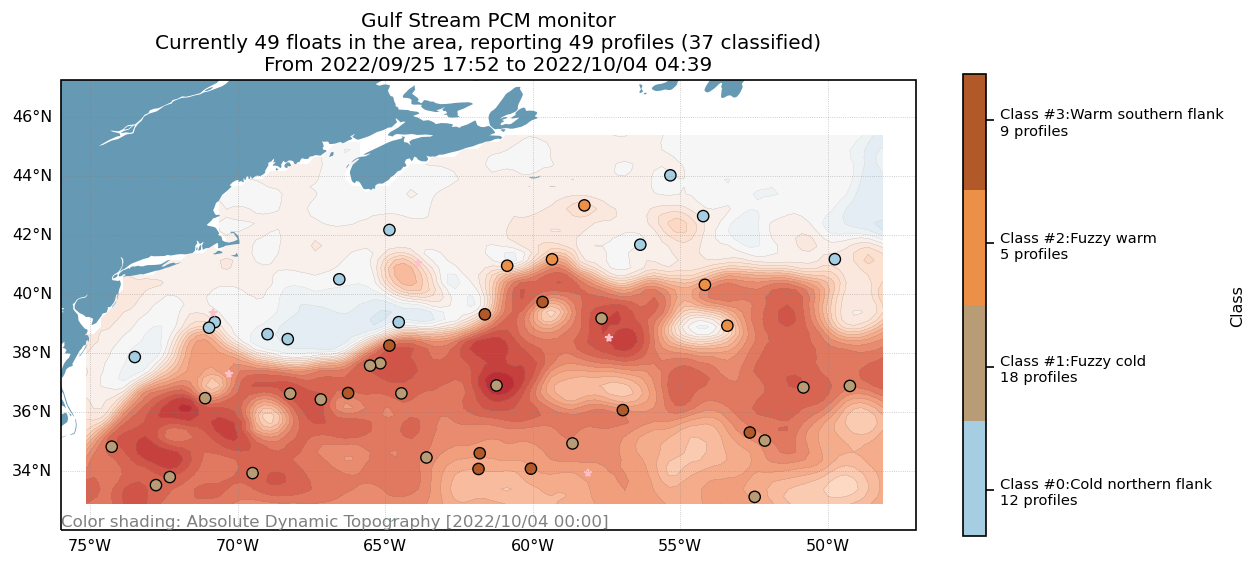 Gulf Stream PCM monitor
Currently 49 floats in the area, reporting 49 profiles (37 classified)
From 2022/09/25 17:52 to 2022/10/04 04:39
46°N
44°N
42°N
40°N
38°N
36°N
34°N
Color shading: Absolute Dynamic Topography [2022/10/04 00:00]
75°W
70°W
65°W
60°W
55°W
50°W
Class #3:Warm southern flank
9 profiles
Class #2:Fuzzy warm
5 profiles
Class #1:Fuzzy cold
18 profiles
Class #0:Cold northern flank
12 profiles
Class